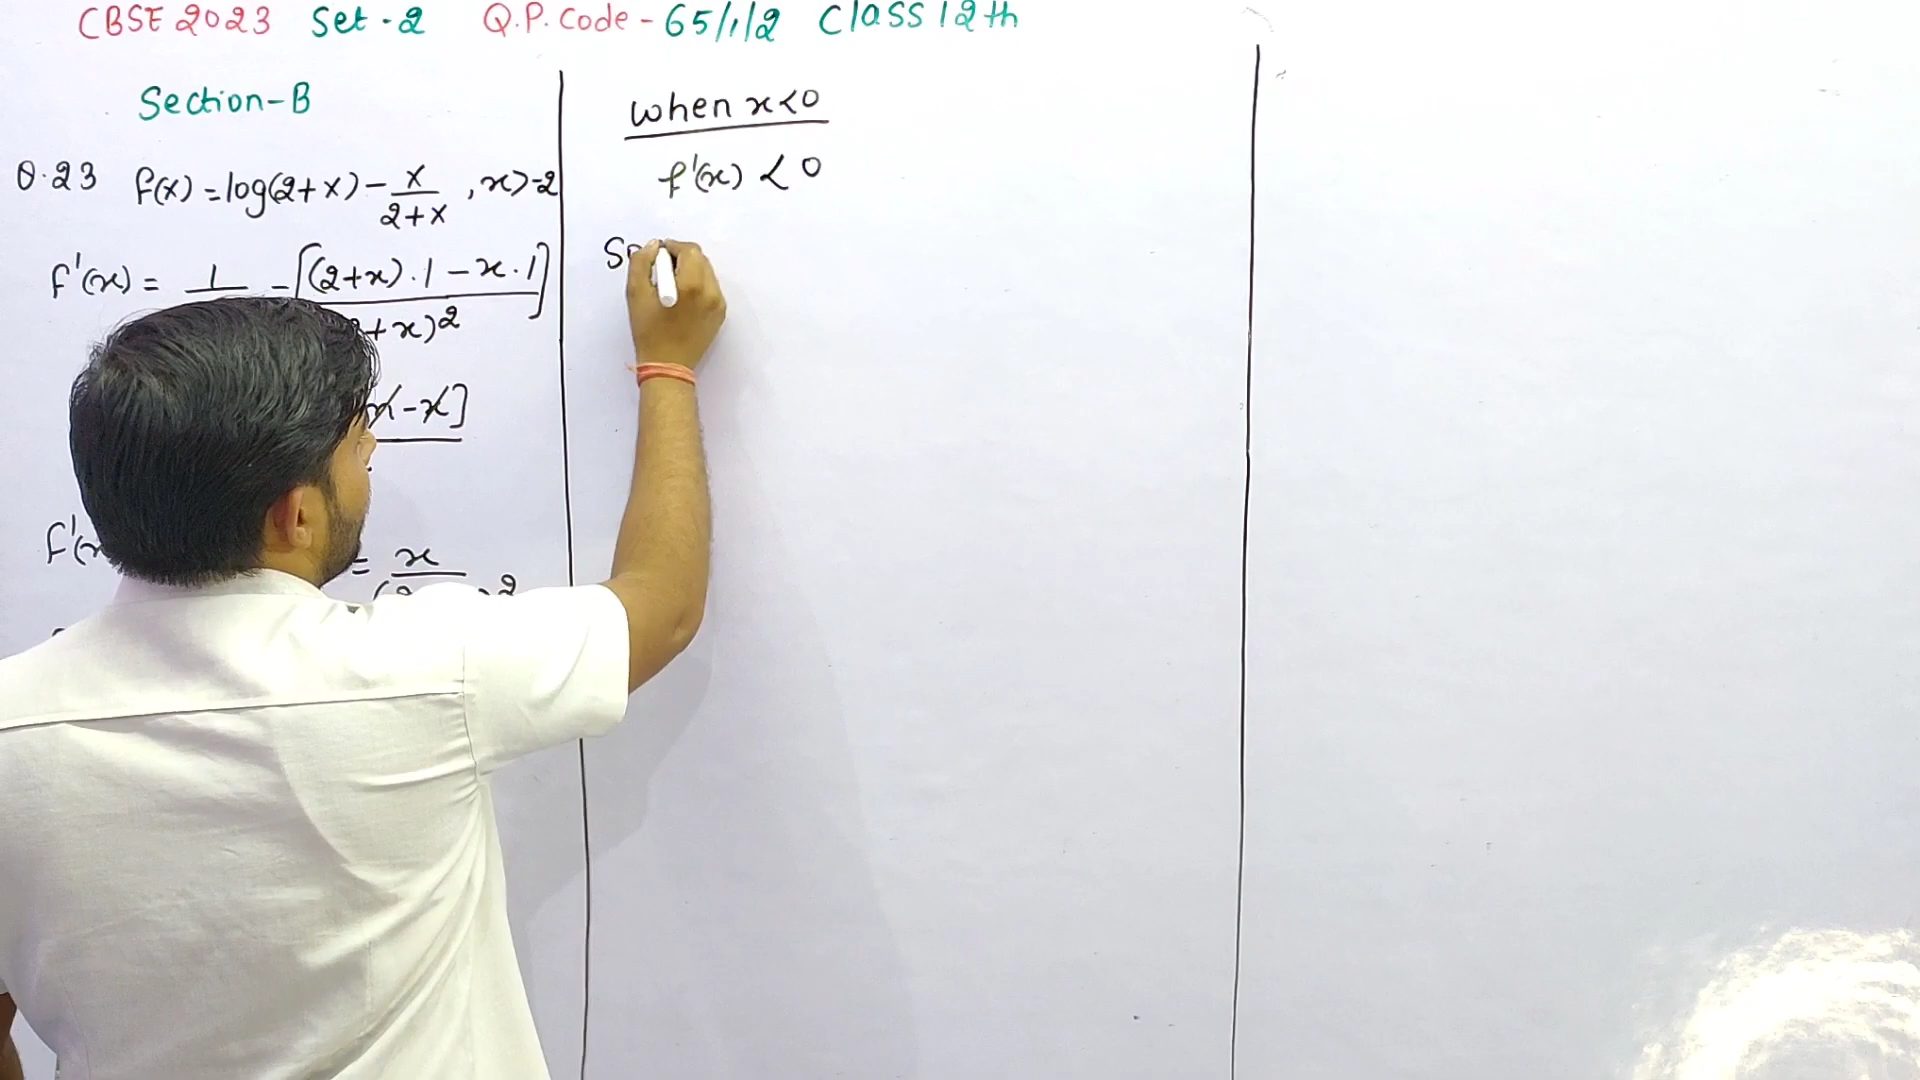 CBSE 2023 Set-2 Q.P. Code - 65/1/2 Class 12th
Section-B
Q.23 f(x) = log(2+x) - x/2+x , x>-2
f'(x) = 1 - [(2+x).1 - x.1]
+x)2
x - x]
f'(x = x
2
when x<0
f'(x) < 0